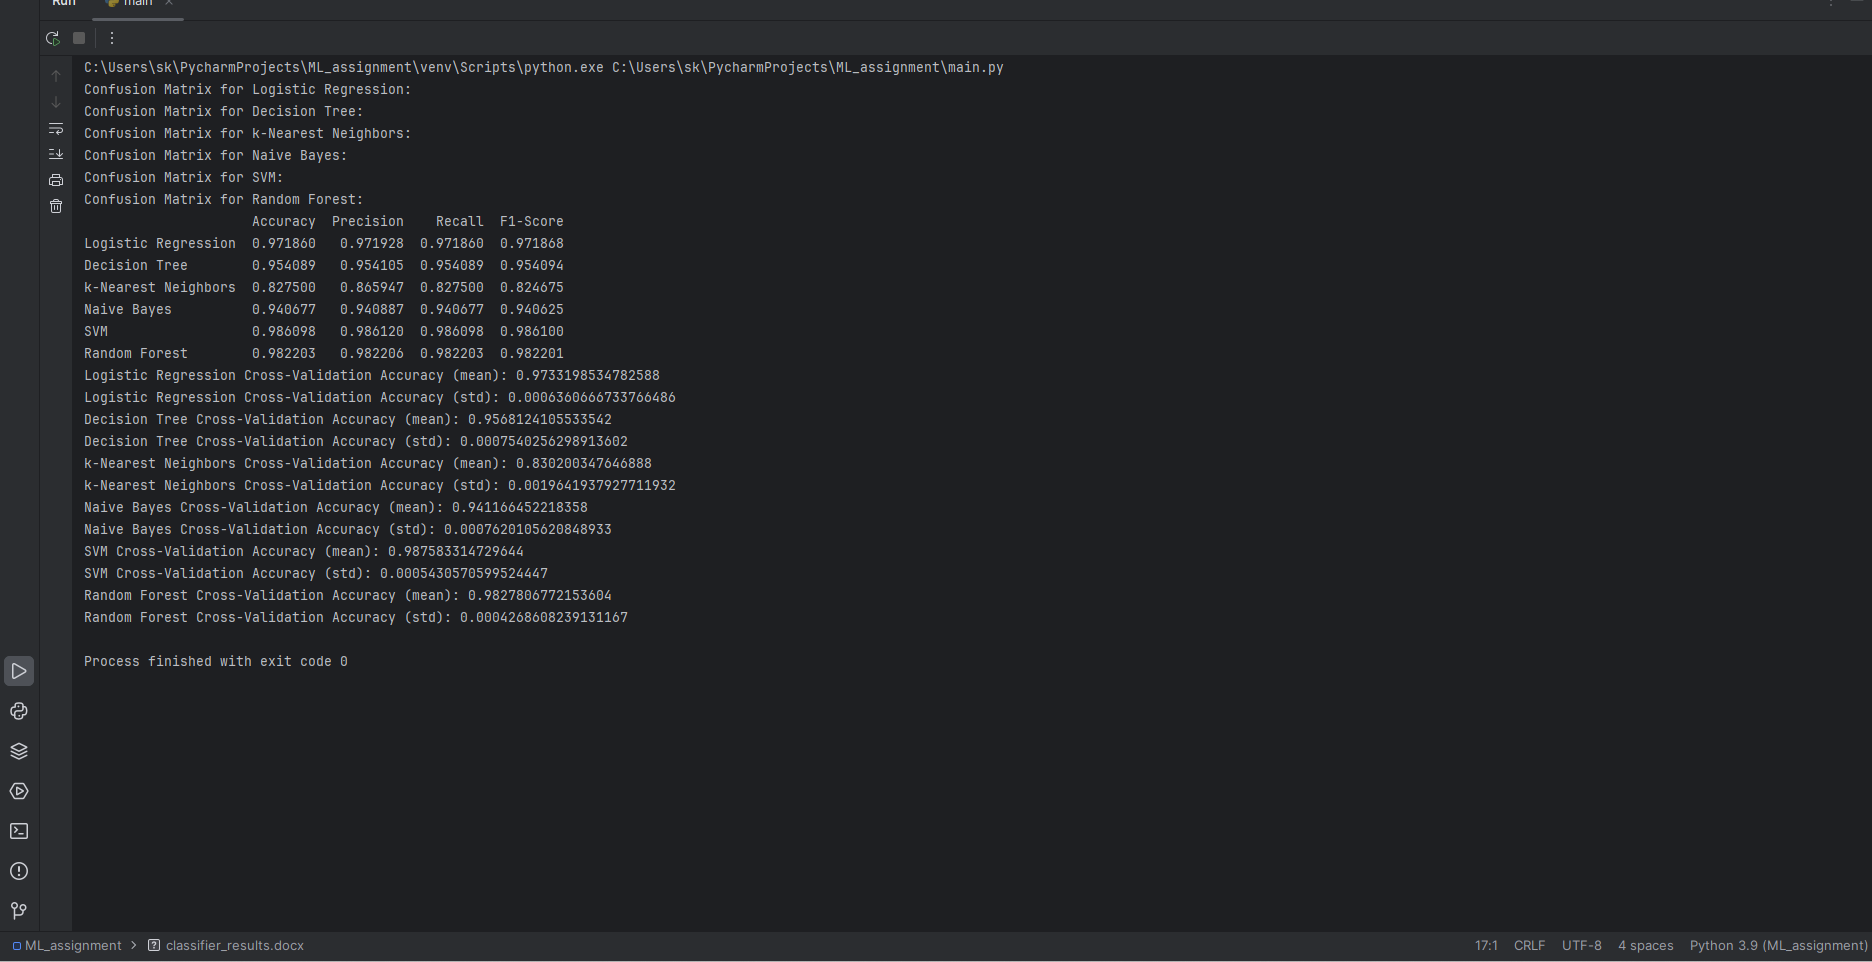 Run main
C:\Users\sk\PycharmProjects\ML_assignment\venv\Scripts\python.exe C:\Users\sk\PycharmProjects\ML_assignment\main.py
Confusion Matrix for Logistic Regression:
Confusion Matrix for Decision Tree:
Confusion Matrix for k-Nearest Neighbors:
Confusion Matrix for Naive Bayes:
Confusion Matrix for SVM:
Confusion Matrix for Random Forest:
Accuracy Precision Recall F1-Score
Logistic Regression 0.971860 0.971928 0.971860 0.971868
Decision Tree 0.954089 0.954105 0.954089 0.954094
k-Nearest Neighbors 0.827500 0.865947 0.827500 0.824675
Naive Bayes 0.940677 0.940887 0.940677 0.940625
SVM 0.986098 0.986120 0.986098 0.986100
Random Forest 0.982203 0.982206 0.982203 0.982201
Logistic Regression Cross-Validation Accuracy (mean): 0.9733198534782588
Logistic Regression Cross-Validation Accuracy (std): 0.0006360666733766486
Decision Tree Cross-Validation Accuracy (mean): 0.9568124105533542
Decision Tree Cross-Validation Accuracy (std): 0.0007540256298913602
k-Nearest Neighbors Cross-Validation Accuracy (mean): 0.830200347646888
k-Nearest Neighbors Cross-Validation Accuracy (std): 0.0019641937927711932
Naive Bayes Cross-Validation Accuracy (mean): 0.941166452218358
Naive Bayes Cross-Validation Accuracy (std): 0.0007620105620848933
SVM Cross-Validation Accuracy (mean): 0.987583314729644
SVM Cross-Validation Accuracy (std): 0.0005430570599524447
Random Forest Cross-Validation Accuracy (mean): 0.9827806772153604
Random Forest Cross-Validation Accuracy (std): 0.0004268608239131167
Process finished with exit code 0
ML_assignment > classifier_results.docx 17:1 CRLF UTF-8 4 spaces Python 3.9 (ML_assignment)